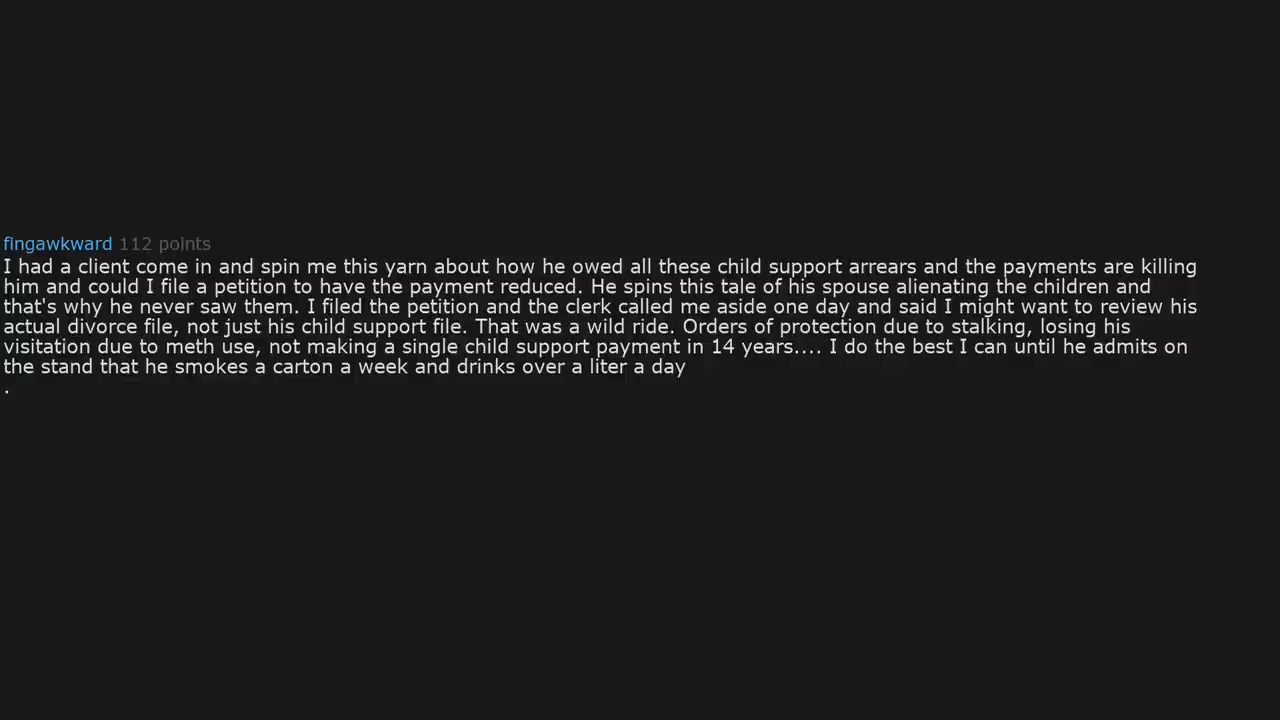 fingawkward 112 points
I had a client come in and spin me this yarn about how he owed all these child support arrears and the payments are killing
him and could I file a petition to have the payment reduced. He spins this tale of his spouse alienating the children and
that's why he never saw them. I filed the petition and the clerk called me aside one day and said I might want to review his
actual divorce file, not just his child support file. That was a wild ride. Orders of protection due to stalking, losing his
visitation due to meth use, not making a single child support payment in 14 years.... I do the best I can until he admits on
the stand that he smokes a carton a week and drinks over a liter a day
.